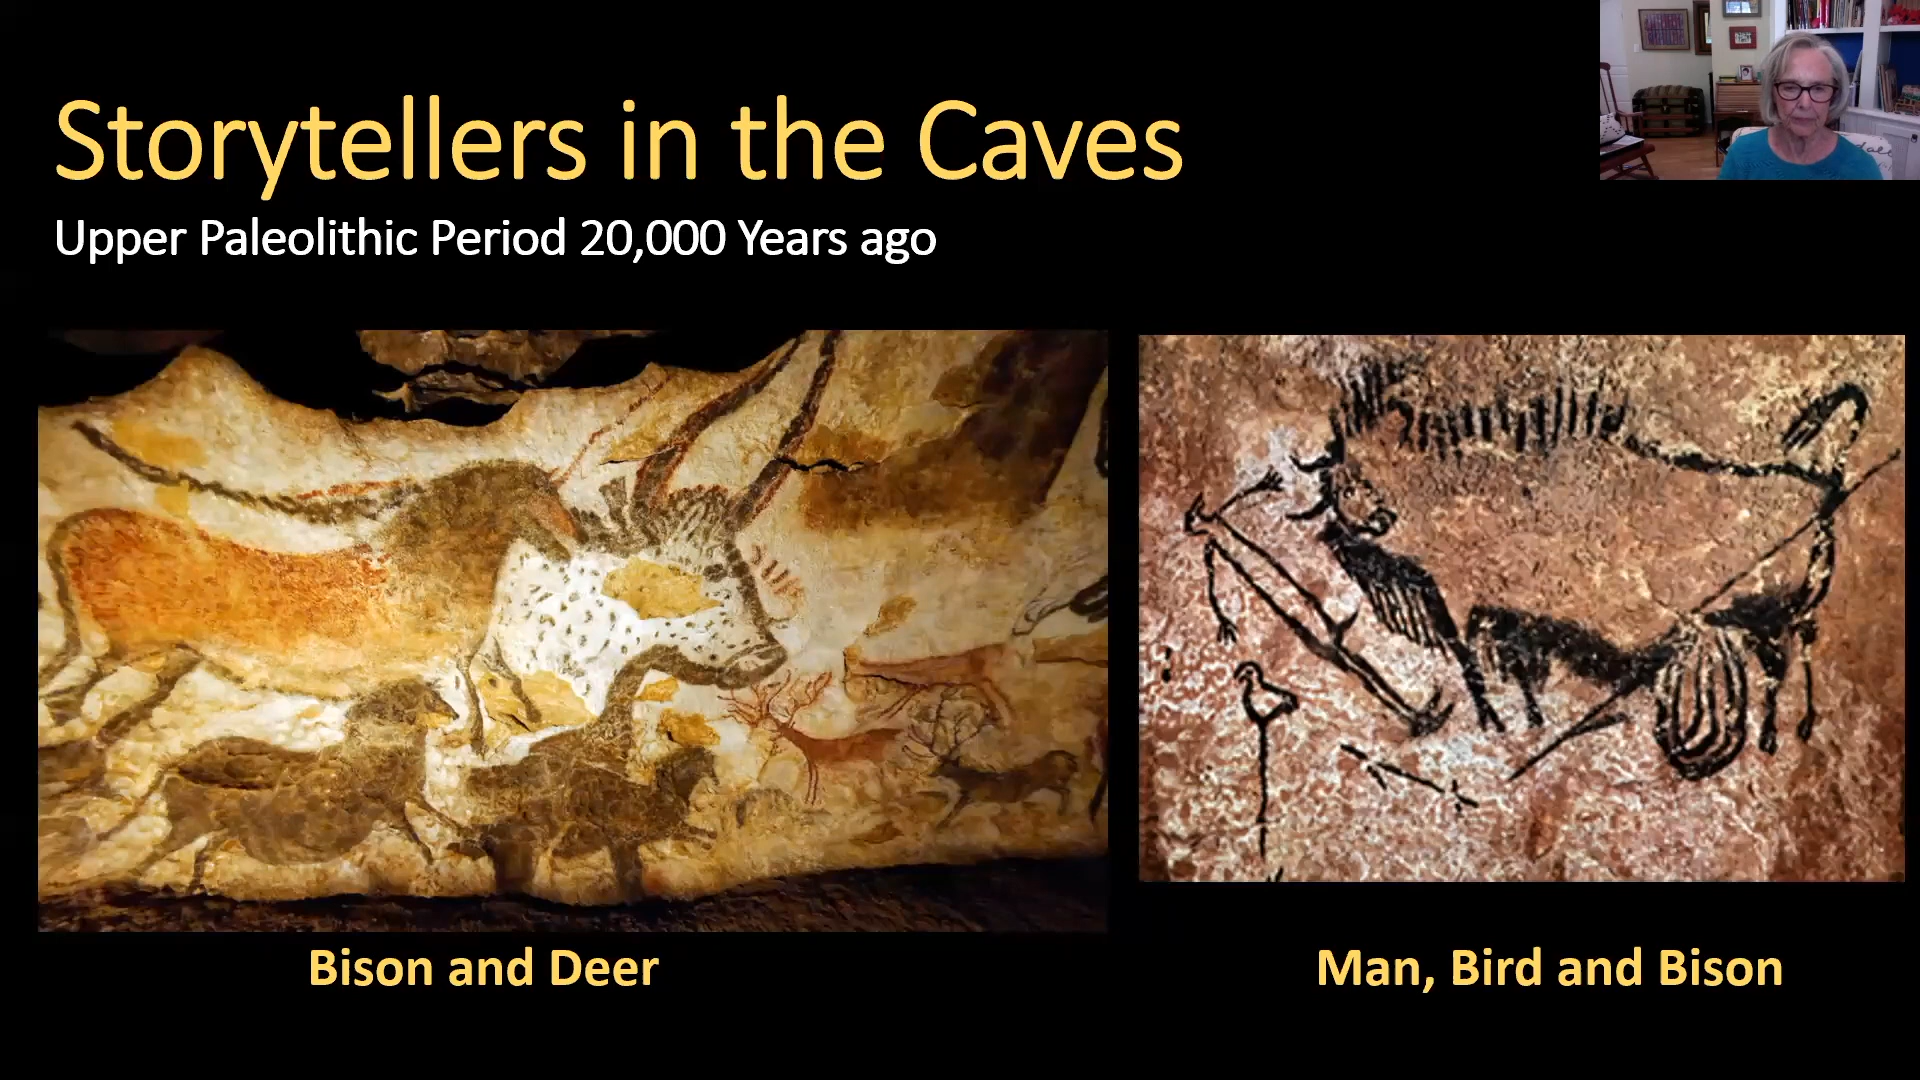 Storytellers in the Caves
Upper Paleolithic Period 20,000 Years ago
Bison and Deer
Man, Bird and Bison